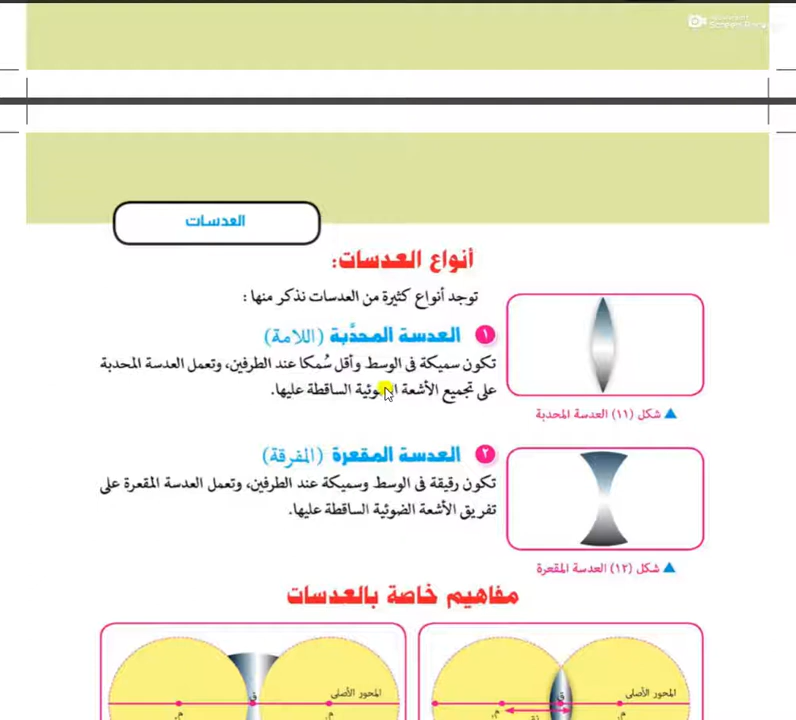 العدسات
أنواع العدسات:
توجد أنواع كثيرة من العدسات نذكر منها :
١ العدسة المحدَّبة (اللامة)
تكون سميكة فى الوسط وأقل سُمكا عند الطرفين، وتعمل العدسة المحدبة
على تجميع الأشعة الضوئية الساقطة عليها.
▲ شكل (١١) العدسة المحدبة
٢ العدسة المقعرة (المفرقة)
تكون رقيقة فى الوسط وسميكة عند الطرفين، وتعمل العدسة المقعرة على
تفريق الأشعة الضوئية الساقطة عليها.
▲ شكل (١٢) العدسة المقعرة
مفاهيم خاصة بالعدسات
المحور الأصلى
ق
المحور الأصلى
ق